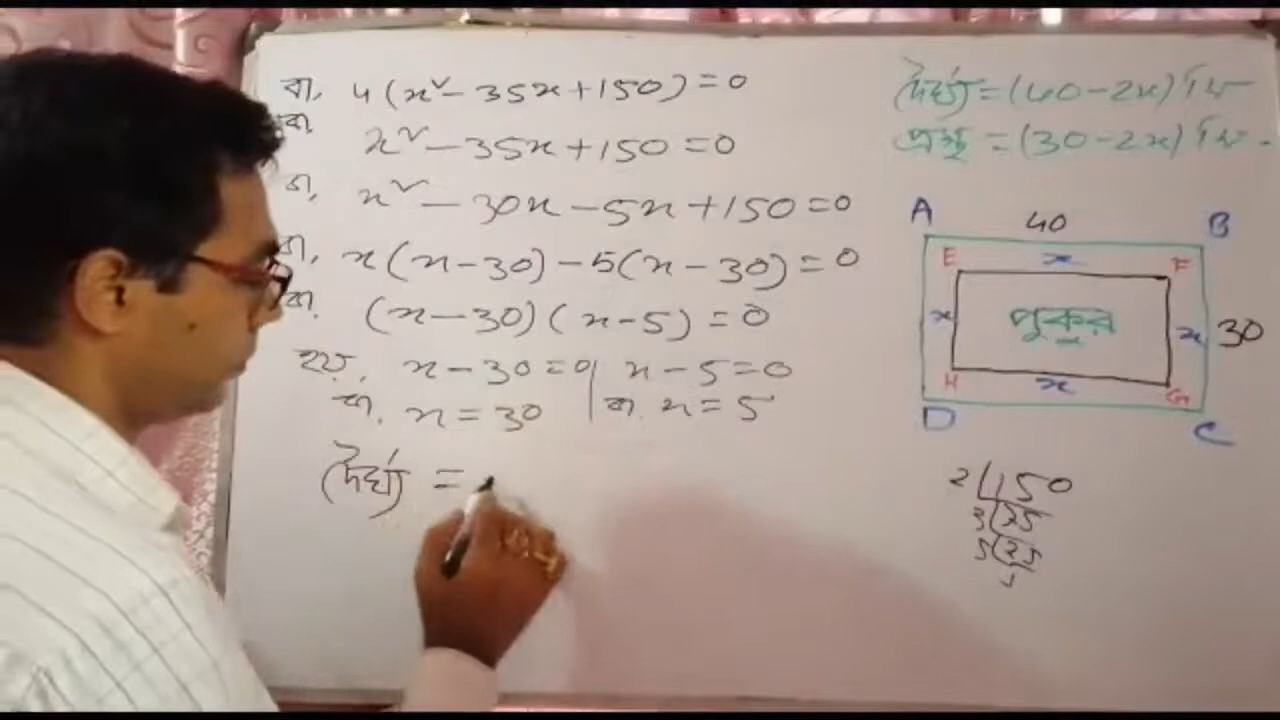 বা, 4(x² - 35x + 150) = 0
বা, x² - 35x + 150 = 0
বা, x² - 30x - 5x + 150 = 0
বা, x(x - 30) - 5(x - 30) = 0
বা, (x - 30)(x - 5) = 0
হয়, x - 30 = 0 | x - 5 = 0
বা, x = 30 | বা, x = 5
দৈর্ঘ্য =
দৈর্ঘ্য = (40 - 2x) মি
প্রস্থ = (30 - 2x) মি.
A 40 B
E x F
x পুকুর x 30
H x G
D C
2 150
3 75
5 25